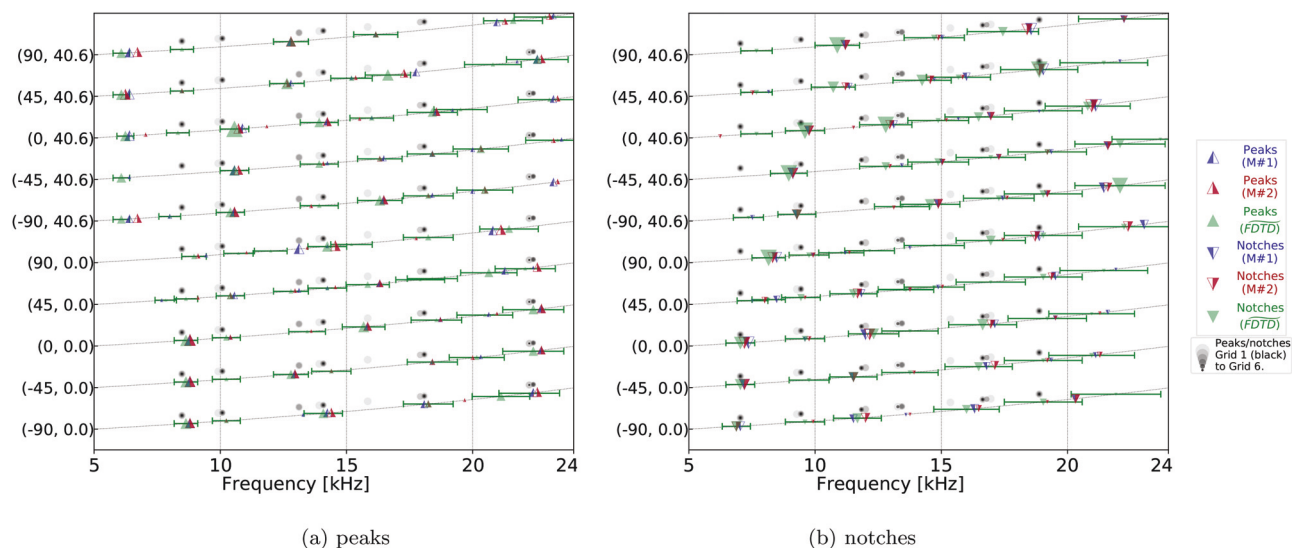 (90, 40.6)
(45, 40.6)
(0, 40.6)
(-45, 40.6)
(-90, 40.6)
(90, 0.0)
(45, 0.0)
(0, 0.0)
(-45, 0.0)
(-90, 0.0)
5 10 15 20 24
Frequency [kHz]
(a) peaks
(90, 40.6)
(45, 40.6)
(0, 40.6)
(-45, 40.6)
(-90, 40.6)
(90, 0.0)
(45, 0.0)
(0, 0.0)
(-45, 0.0)
(-90, 0.0)
5 10 15 20 24
Frequency [kHz]
(b) notches
Peaks
(M#1)
Peaks
(M#2)
Peaks
(FDTD)
Notches
(M#1)
Notches
(M#2)
Notches
(FDTD)
Peaks/notches
Grid 1 (black)
to Grid 6.